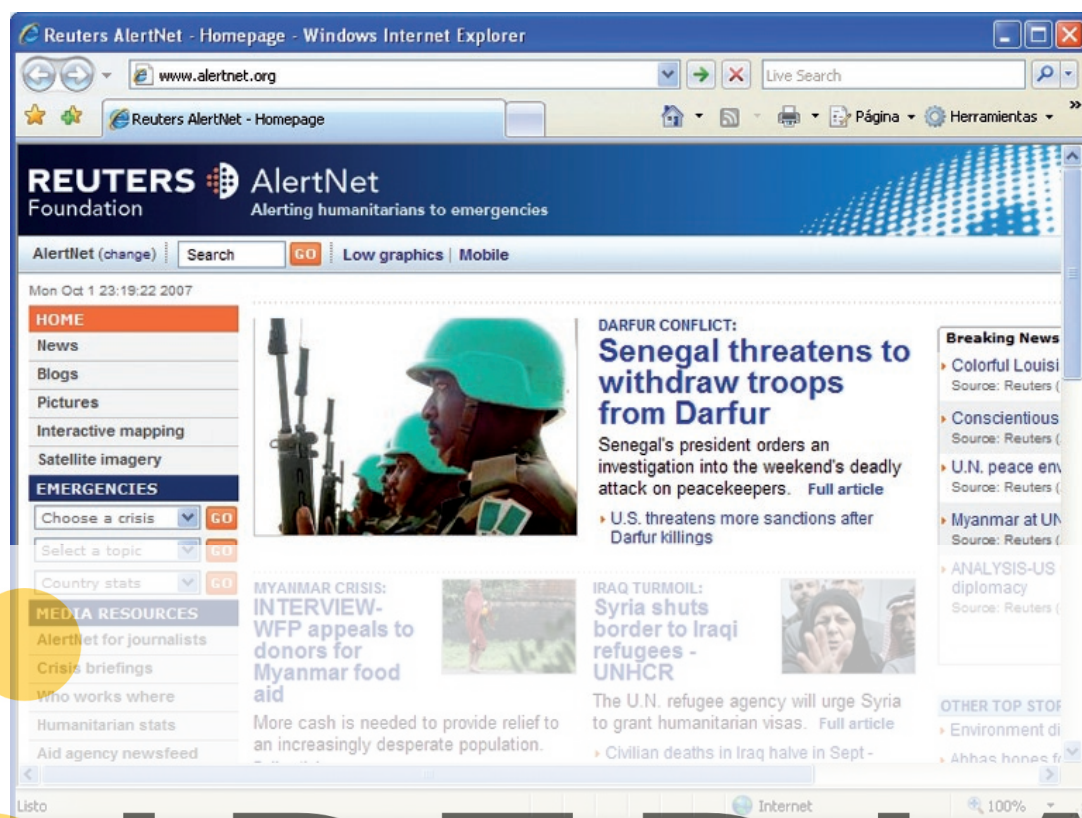 Reuters AlertNet - Homepage - Windows Internet Explorer
www.alertnet.org
Live Search
Reuters AlertNet - Homepage
Página
Herramientas
REUTERS AlertNet
Foundation
Alerting humanitarians to emergencies
AlertNet (change)
Search
GO
Low graphics | Mobile
Mon Oct 1 23:19:22 2007
HOME
News
Blogs
Pictures
Interactive mapping
Satellite imagery
EMERGENCIES
Choose a crisis GO
Select a topic GO
Country stats GO
MEDIA RESOURCES
AlertNet for journalists
Crisis briefings
Who works where
Humanitarian stats
Aid agency newsfeed
DARFUR CONFLICT:
Senegal threatens to
withdraw troops
from Darfur
Senegal's president orders an
investigation into the weekend's deadly
attack on peacekeepers. Full article
U.S. threatens more sanctions after
Darfur killings
MYANMAR CRISIS:
INTERVIEW-
WFP appeals to
donors for
Myanmar food
aid
More cash is needed to provide relief to
an increasingly desperate population.
IRAQ TURMOIL:
Syria shuts
border to Iraqi
refugees -
UNHCR
The U.N. refugee agency will urge Syria
to grant humanitarian visas. Full article
Civilian deaths in Iraq halve in Sept -
Breaking News
Colorful Louisi
Source: Reuters (
Conscientious
Source: Reuters (
U.N. peace env
Source: Reuters (
Myanmar at UN
Source: Reuters (
ANALYSIS-US
diplomacy
Source: Reuters (
OTHER TOP STOR
Environment di
Abbas hopes f
Listo
Internet
100%